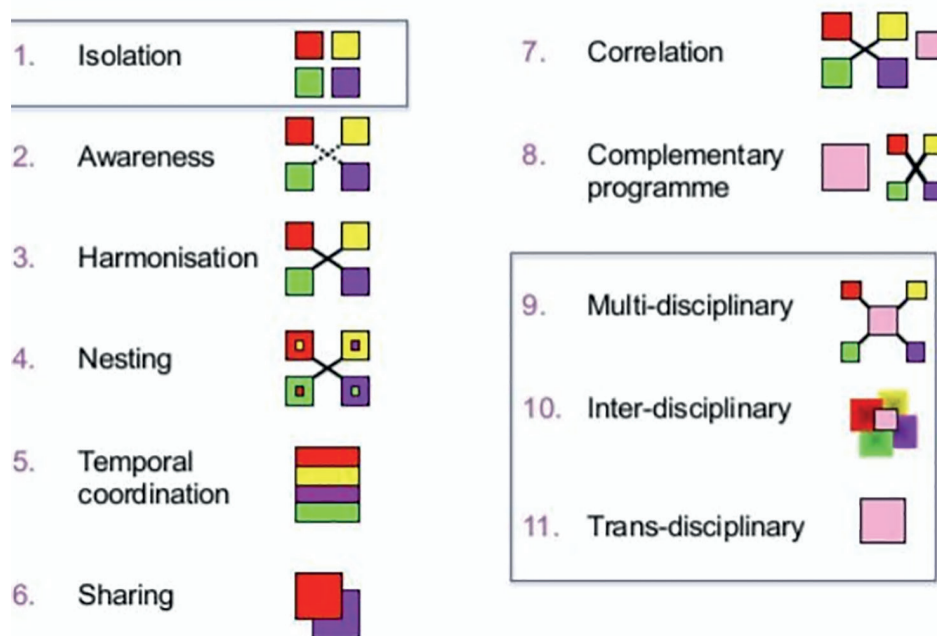 1. Isolation
2. Awareness
3. Harmonisation
4. Nesting
5. Temporal
coordination
6. Sharing
7. Correlation
8. Complementary
programme
9. Multi-disciplinary
10. Inter-disciplinary
11. Trans-disciplinary